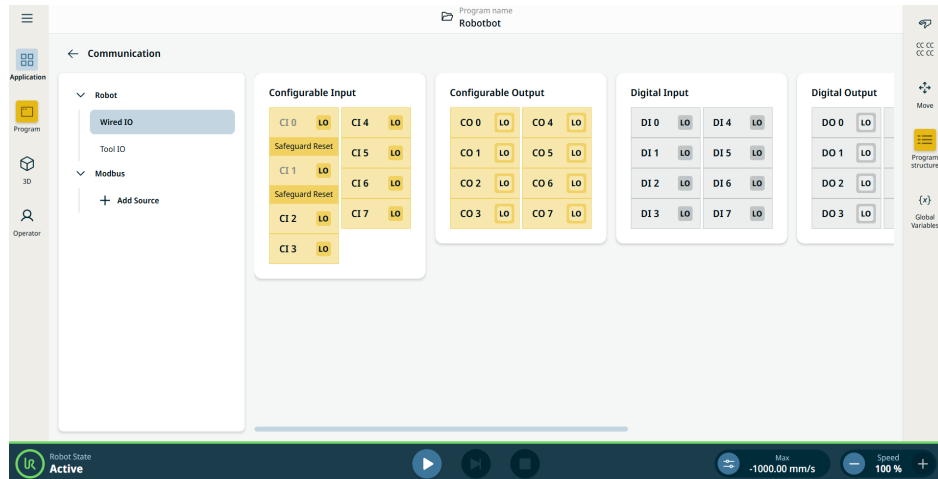 Program name
Robotbot
Application
Program
3D
Operator
Communication
Robot
Wired IO
Tool IO
Modbus
Add Source
Configurable Input
CI 0 LO CI 4 LO
Safeguard Reset
CI 5 LO
CI 1 LO
CI 6 LO
Safeguard Reset
CI 2 LO CI 7 LO
CI 3 LO
Configurable Output
CO 0 LO CO 4 LO
CO 1 LO CO 5 LO
CO 2 LO CO 6 LO
CO 3 LO CO 7 LO
Digital Input
DI 0 LO DI 4 LO
DI 1 LO DI 5 LO
DI 2 LO DI 6 LO
DI 3 LO DI 7 LO
Digital Output
DO 0 LO
DO 1 LO
DO 2 LO
DO 3 LO
CC CC
CC CC
Move
Program
structure
{x}
Global
Variables
UR
Robot State
Active
Max
-1000.00 mm/s
Speed
100 %